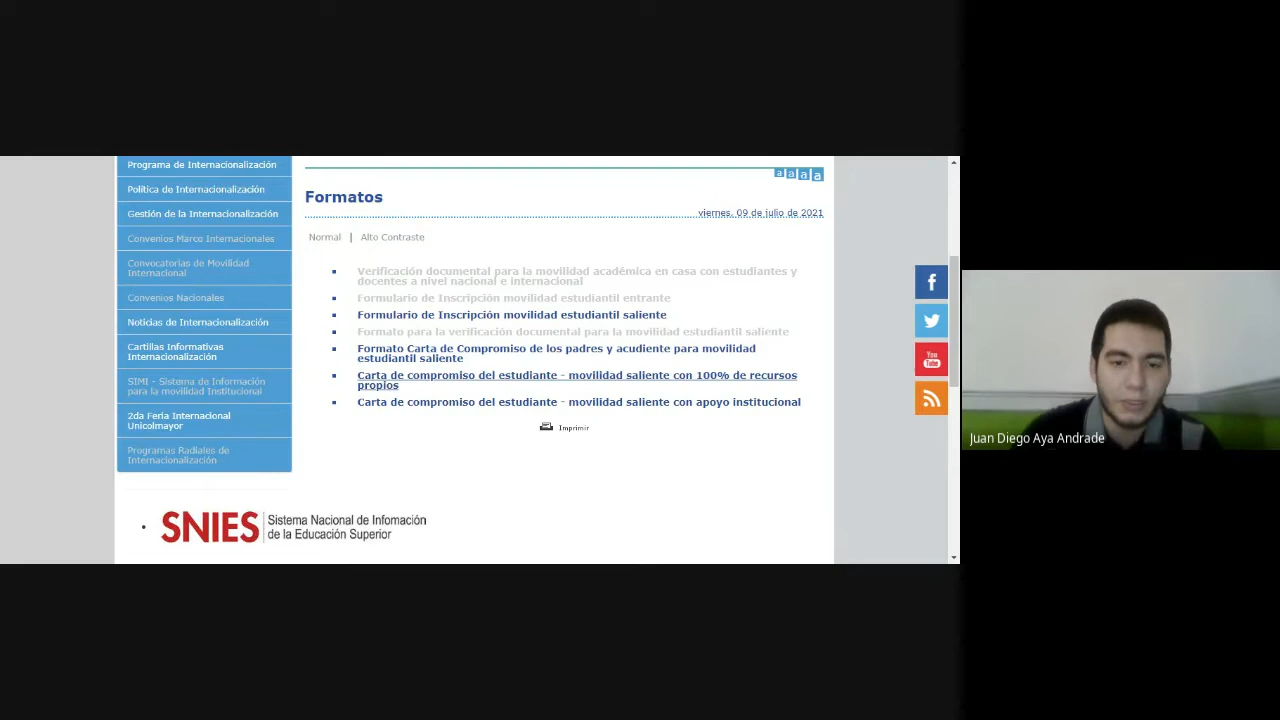 Programa de Internacionalización
Política de Internacionalización
Gestión de la Internacionalización
Convenios Marco Internacionales
Convocatorias de Movilidad
Internacional
Convenios Nacionales
Noticias de Internacionalización
Cartillas Informativas
Internacionalización
SIMI - Sistema de Información
para la movilidad Institucional
2da Feria Internacional
Unicolmayor
Programas Radiales de
Internacionalización
a a a a
Formatos
viernes, 09 de julio de 2021
Normal | Alto Contraste
Verificación documental para la movilidad académica en casa con estudiantes y
docentes a nivel nacional e internacional
Formulario de Inscripción movilidad estudiantil entrante
Formulario de Inscripción movilidad estudiantil saliente
Formato para la verificación documental para la movilidad estudiantil saliente
Formato Carta de Compromiso de los padres y acudiente para movilidad
estudiantil saliente
Carta de compromiso del estudiante - movilidad saliente con 100% de recursos
propios
Carta de compromiso del estudiante - movilidad saliente con apoyo institucional
Imprimir
SNIES Sistema Nacional de Infomación
de la Educación Superior
f
You
Tube
Juan Diego Aya Andrade